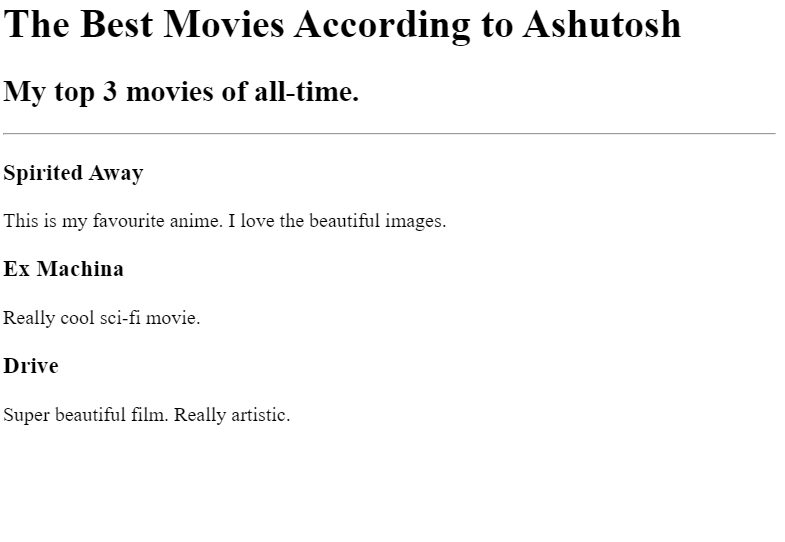 The Best Movies According to Ashutosh
My top 3 movies of all-time.
Spirited Away
This is my favourite anime. I love the beautiful images.
Ex Machina
Really cool sci-fi movie.
Drive
Super beautiful film. Really artistic.